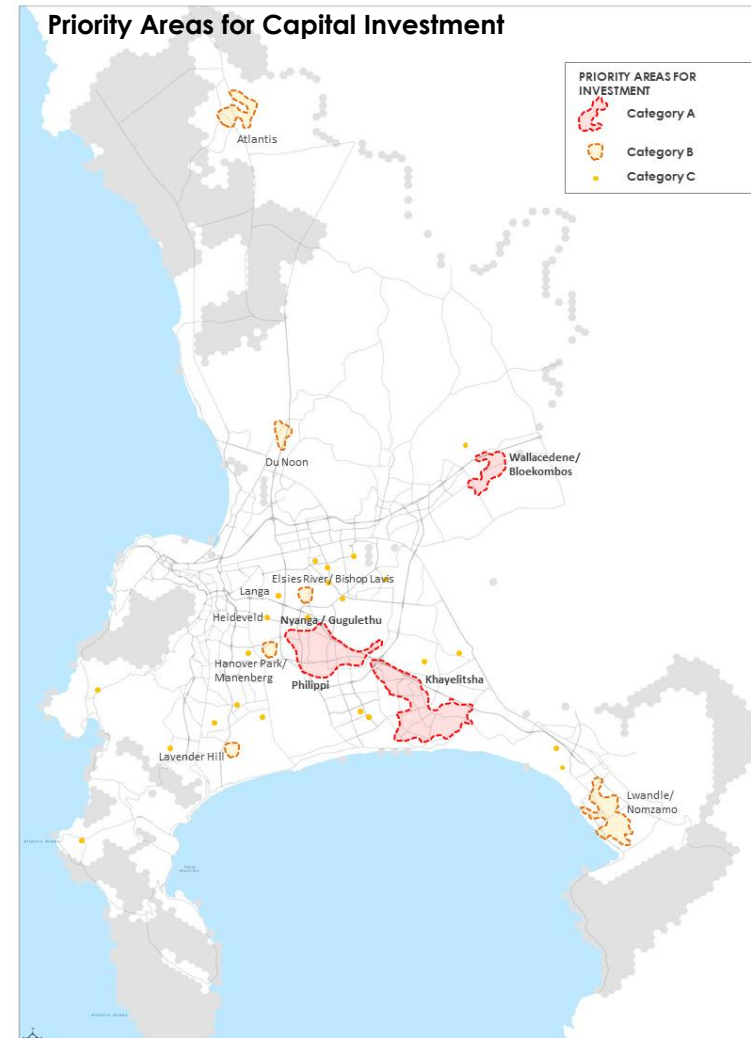 Priority Areas for Capital Investment
PRIORITY AREAS FOR
INVESTMENT
Category A
Category B
Category C
Atlantis
Du Noon
Wallacedene/
Bloekombos
Elsies River/ Bishop Lavis
Langa
Heideveld
Nyanga / Gugulethu
Hanover Park/
Manenberg
Philippi
Khayelitsha
Lavender Hill
Lwandle/
Nomzamo